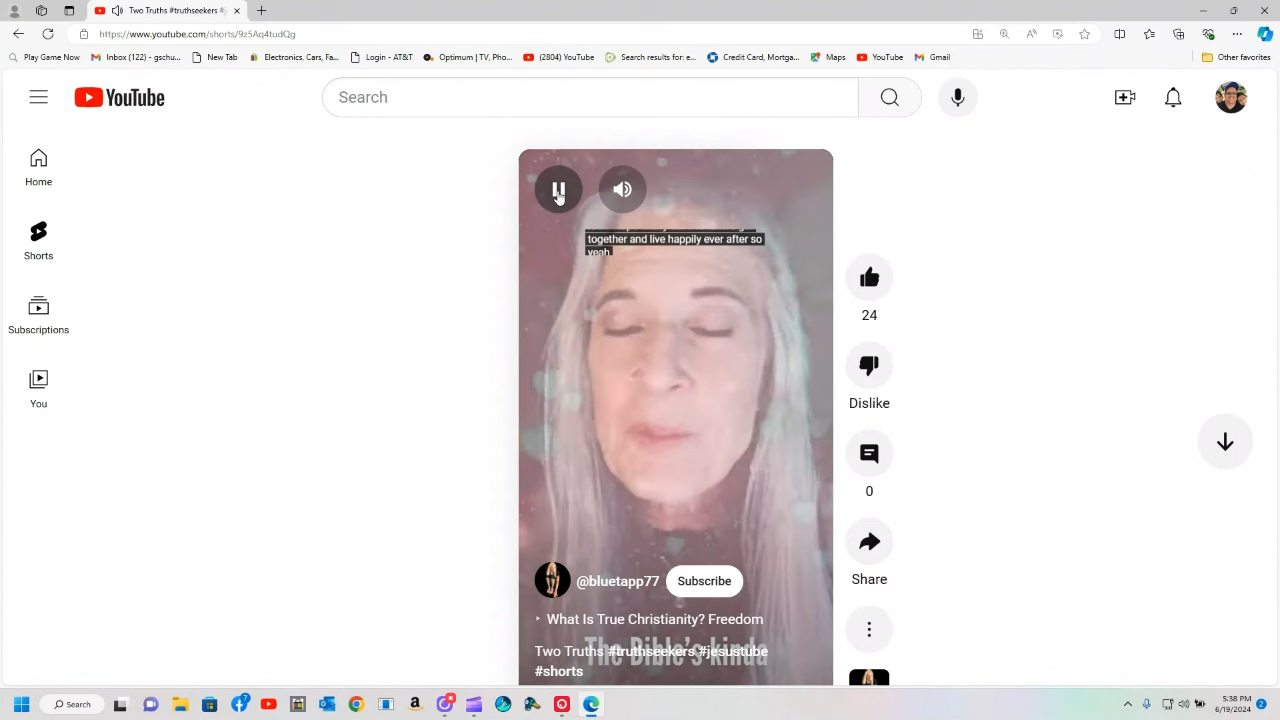 Two Truths #truthseekers #j
https://www.youtube.com/shorts/9z5Aq4tudQg
Play Now
Inbox (122) - gschu...
New Tab
Electronics, Cars, Fa...
Login - AT&T
Optimum | TV, Pho...
(2804) YouTube
Search results for: e...
Credit Card, Mortga...
Maps
YouTube
Gmail
Other favorites
YouTube
Search
Home
Shorts
Subscriptions
You
together and live happily ever after so
yeah
24
Dislike
0
Share
@bluetapp77
Subscribe
What Is True Christianity? Freedom
The Bible's kinda
Two Truths #truthseekers #jesustube
#shorts
Search
7
5:38 PM
6/19/2024
2